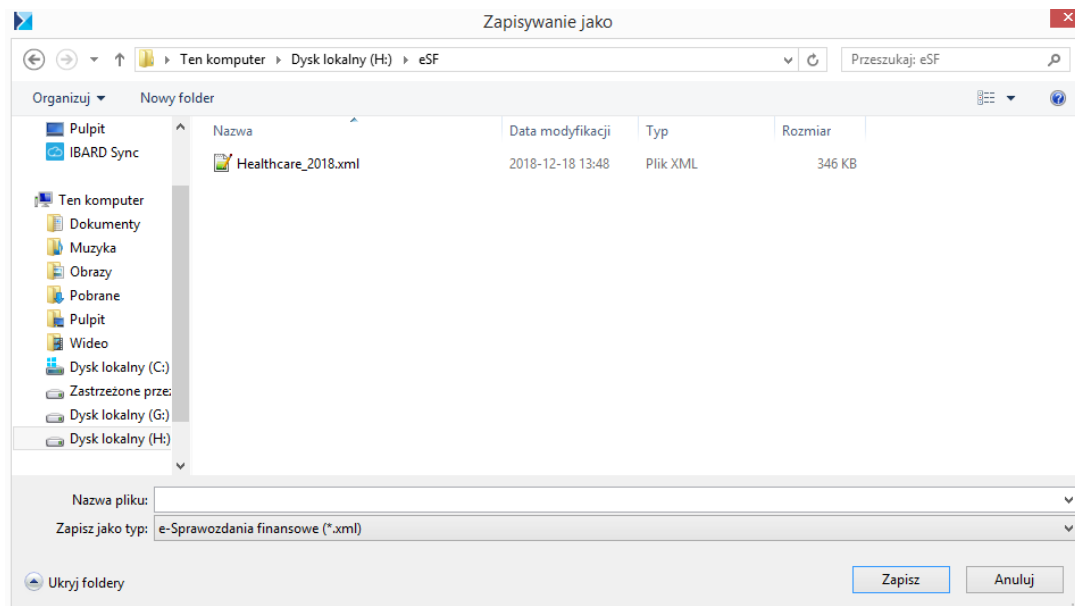 Zapisywanie jako
Ten komputer Dysk lokalny (H:) eSF Przeszukaj: eSF
Organizuj Nowy folder
Nazwa Data modyfikacji Typ Rozmiar
Healthcare_2018.xml 2018-12-18 13:48 Plik XML 346 KB
Pulpit
IBARD Sync
Ten komputer
Dokumenty
Muzyka
Obrazy
Pobrane
Pulpit
Wideo
Dysk lokalny (C:)
Zastrzeżone prze
Dysk lokalny (G:)
Dysk lokalny (H:)
Nazwa pliku:
Zapisz jako typ: e-Sprawozdania finansowe (*.xml)
Ukryj foldery Zapisz Anuluj